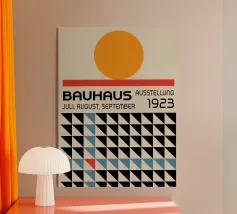 BAUHAUS AUSSTELLUNG
JULI, AUGUST, SEPTEMBER 1923